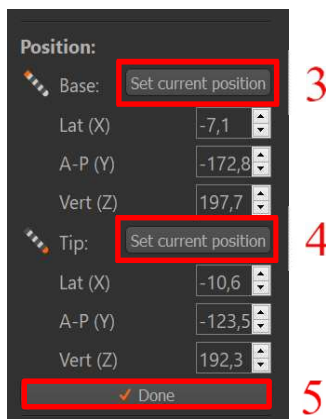 Position:
Base: Set current position 3
Lat (X) -7,1
A-P (Y) -172,8
Vert (Z) 197,7
Tip: Set current position 4
Lat (X) -10,6
A-P (Y) -123,5
Vert (Z) 192,3
Done 5